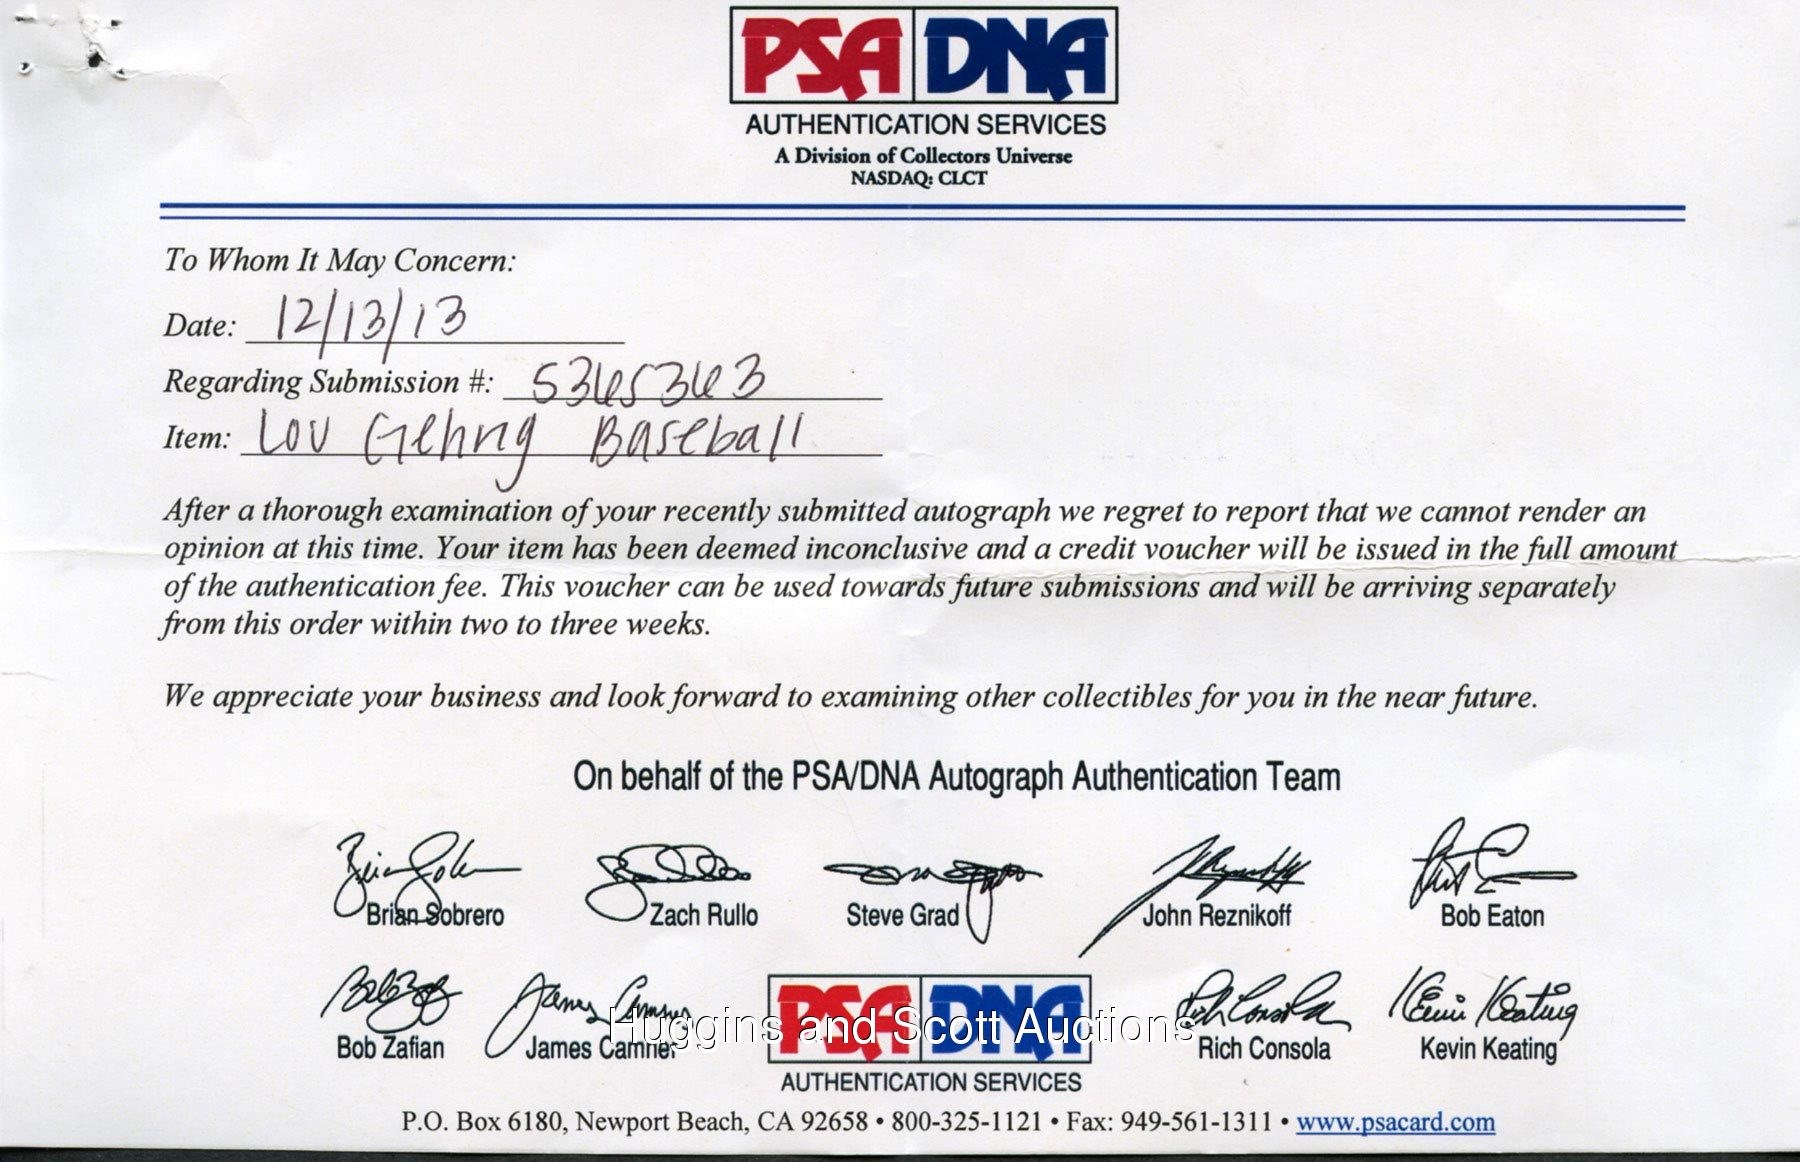 PSA DNA
AUTHENTICATION SERVICES
A Division of Collectors Universe
NASDAQ: CLCT
To Whom It May Concern:
Date: 12/13/13
Regarding Submission #: 5365363
Item: Lou Gehrig Baseball
After a thorough examination of your recently submitted autograph we regret to report that we cannot render an
opinion at this time. Your item has been deemed inconclusive and a credit voucher will be issued in the full amount
of the authentication fee. This voucher can be used towards future submissions and will be arriving separately
from this order within two to three weeks.
We appreciate your business and look forward to examining other collectibles for you in the near future.
On behalf of the PSA/DNA Autograph Authentication Team
Brian Sobrero Zach Rullo Steve Grad John Reznikoff Bob Eaton
James Camner Kevin Keating
Bob Zafian James Camner PSA DNA Rich Consola Kevin Keating
Huggins and Scott Auctions
AUTHENTICATION SERVICES
P.O. Box 6180, Newport Beach, CA 92658 • 800-325-1121 • Fax: 949-561-1311 • www.psacard.com